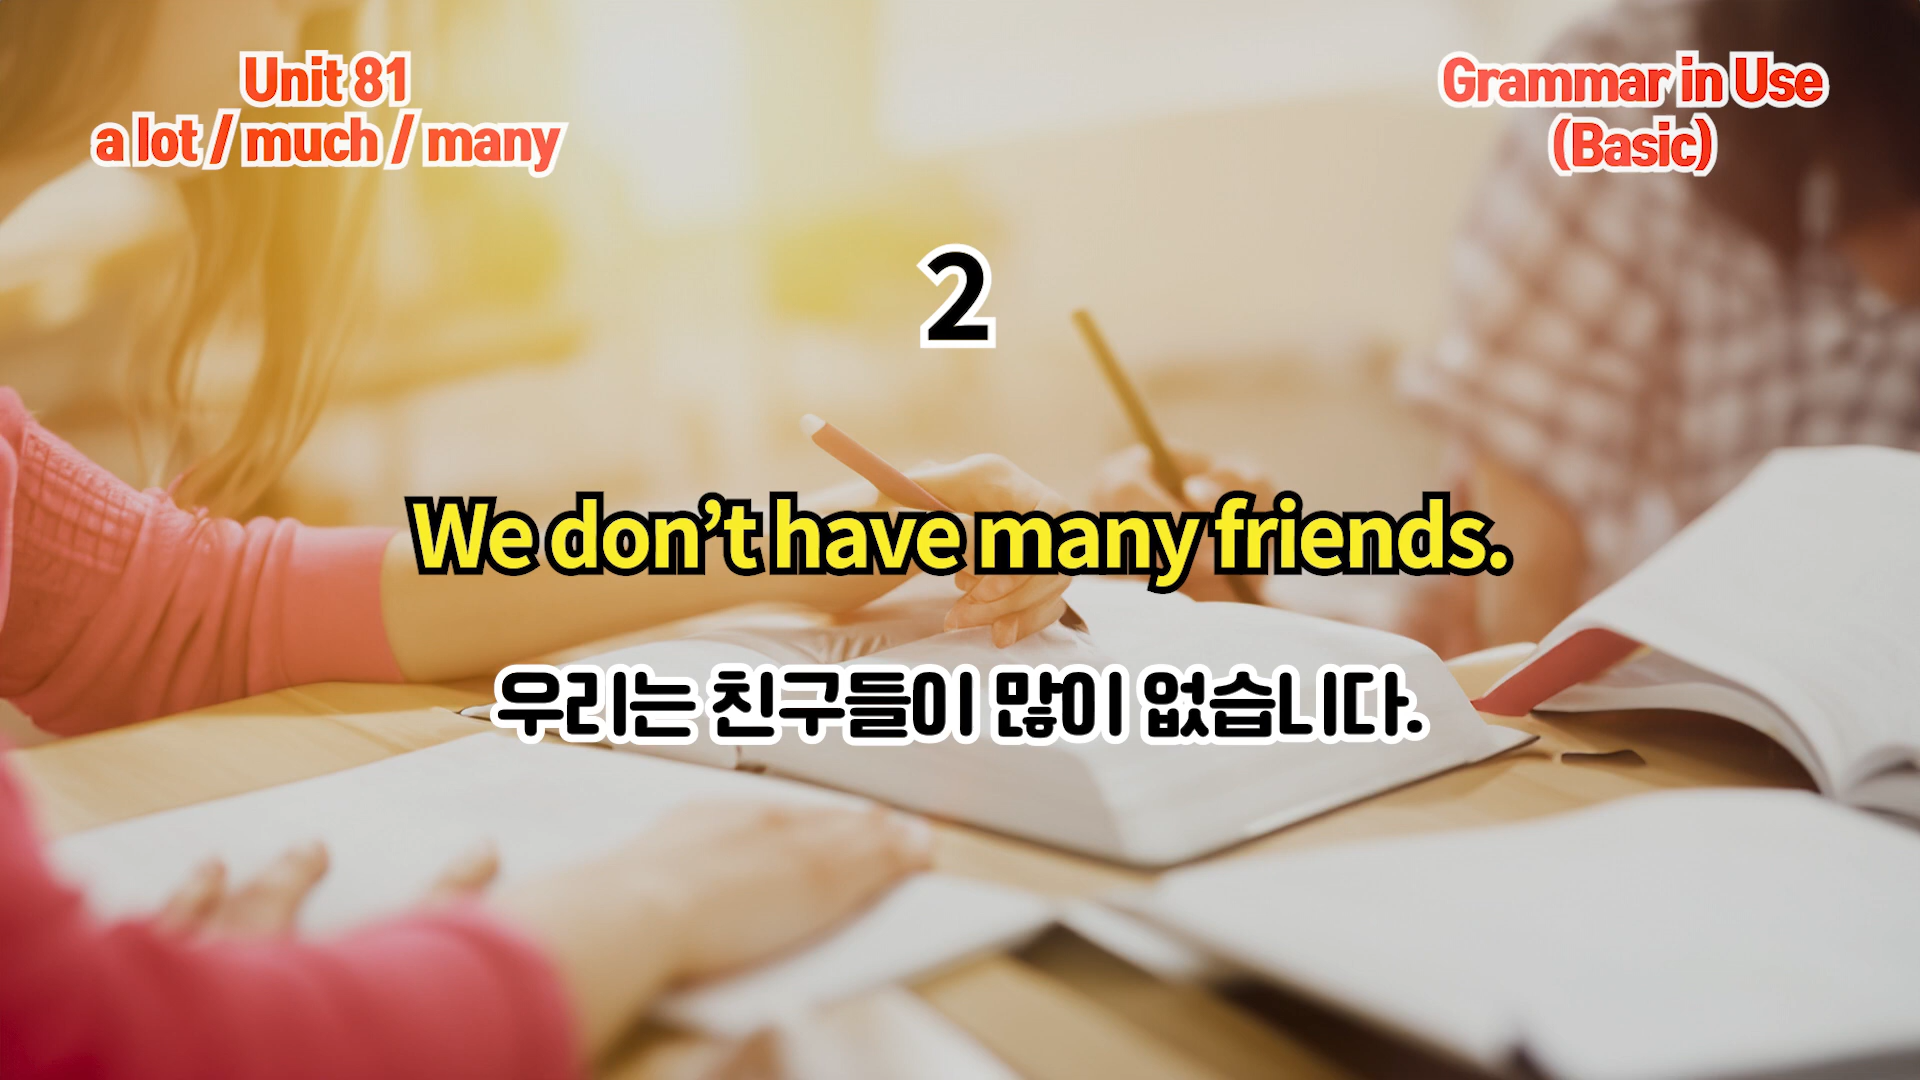 Unit 81
a lot / much / many
Grammar in Use
(Basic)
2
We don’t have many friends.
우리는 친구들이 많이 없습니다.